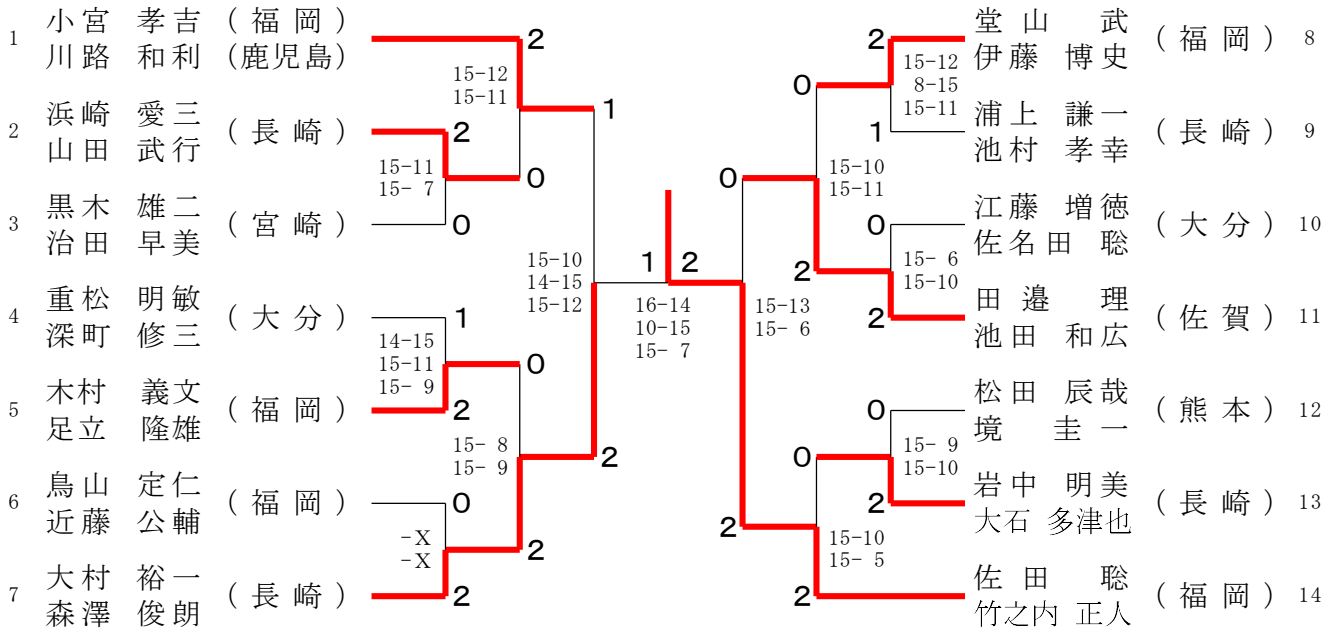 1 小宮 孝吉 (福岡)
川路 和利 (鹿児島)
2
15-12
15-11
1
2 浜崎 愛三
山田 武行
(長崎)
2
15-11
15- 7
0
3 黒木 雄二
治田 早美
(宮崎)
0
15-10
14-15
15-12
4 重松 明敏
深町 修三
(大分)
1
14-15
15-11
15- 9
0
5 木村 義文
足立 隆雄
(福岡)
2
15- 8
15- 9
2
6 鳥山 定仁
近藤 公輔
(福岡)
0
-X
-X
2
7 大村 裕一
森澤 俊朗
(長崎)
2
1 2
16-14
10-15
15- 7
堂山 武
伊藤 博史
(福岡) 8
2
15-12
8-15
15-11
0
浦上 謙一
池村 孝幸
(長崎) 9
1
15-10
15-11
0
江藤 増徳
佐名田 聡
(大分) 10
0
15- 6
15-10
2
田邉 理
池田 和広
(佐賀) 11
2
15-13
15- 6
松田 辰哉
境 圭一
(熊本) 12
0
15- 9
15-10
0
岩中 明美
大石 多津也
(長崎) 13
2
2
15-10
15- 5
佐田 聡
竹之内 正人
(福岡) 14
2